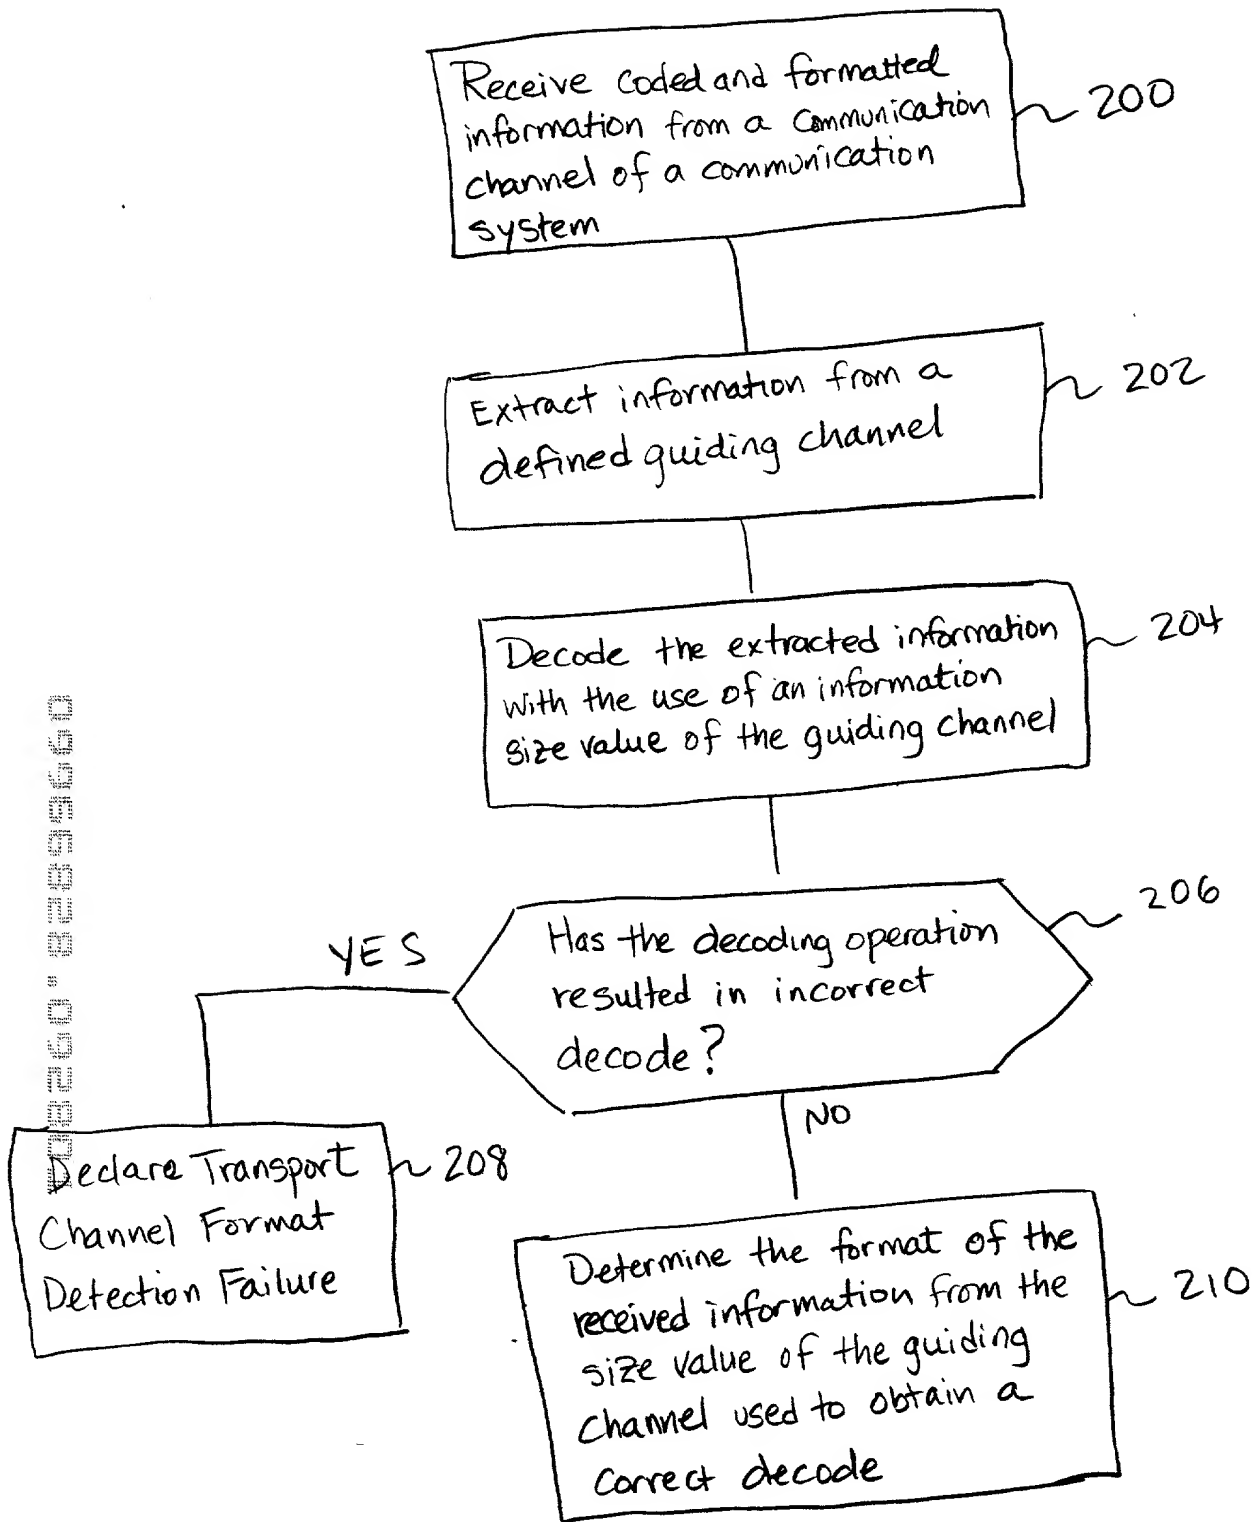 Receive coded and formatted
information from a communication
channel of a communication
system
200
Extract information from a
defined guiding channel
202
Decode the extracted information
with the use of an information
size value of the guiding channel
204
Has the decoding operation
resulted in incorrect
decode?
206
YES
NO
Declare Transport
Channel Format
Detection Failure
208
Determine the format of the
received information from the
size value of the guiding
channel used to obtain a
correct decode
210